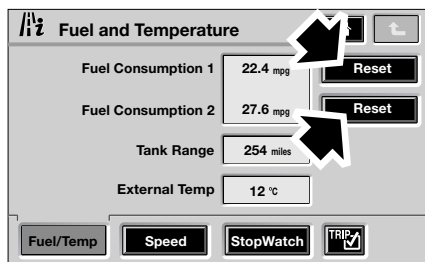 i Fuel and Temperature
Fuel Consumption 1 22.4 mpg Reset
Fuel Consumption 2 27.6 mpg Reset
Tank Range 254 miles
External Temp 12 °C
Fuel/Temp Speed StopWatch TRIP